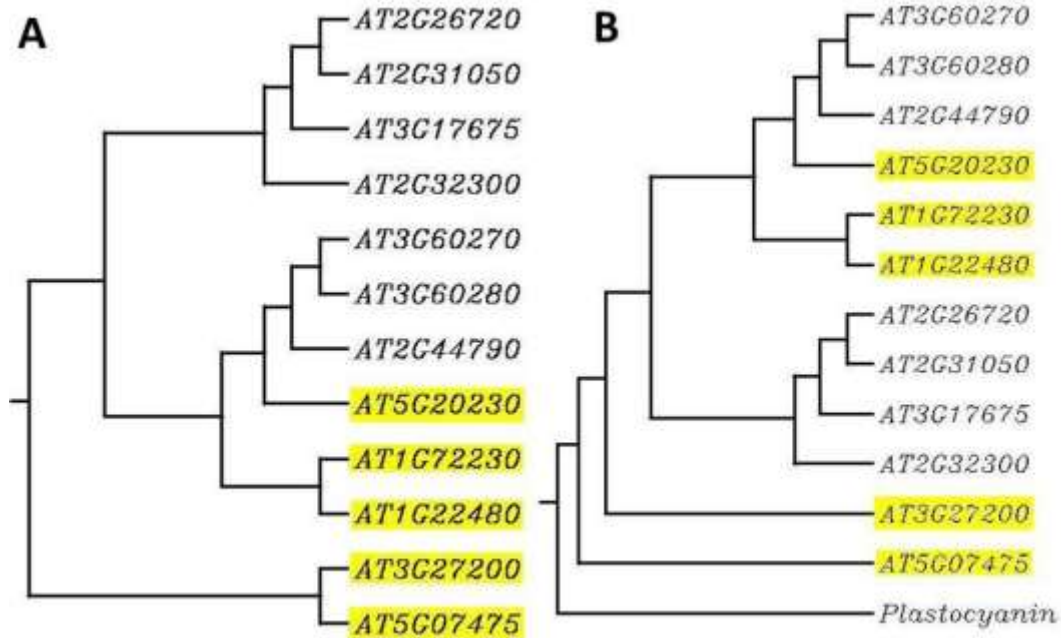 A
AT2G26720
AT2G31050
AT3G17675
AT2G32300
AT3G60270
AT3G60280
AT2G44790
AT5G20230
AT1G72230
AT1G22480
AT3G27200
AT5G07475
B
AT3G60270
AT3G60280
AT2G44790
AT5G20230
AT1G72230
AT1G22480
AT2G26720
AT2G31050
AT3G17675
AT2G32300
AT3G27200
AT5G07475
Plastocyanin